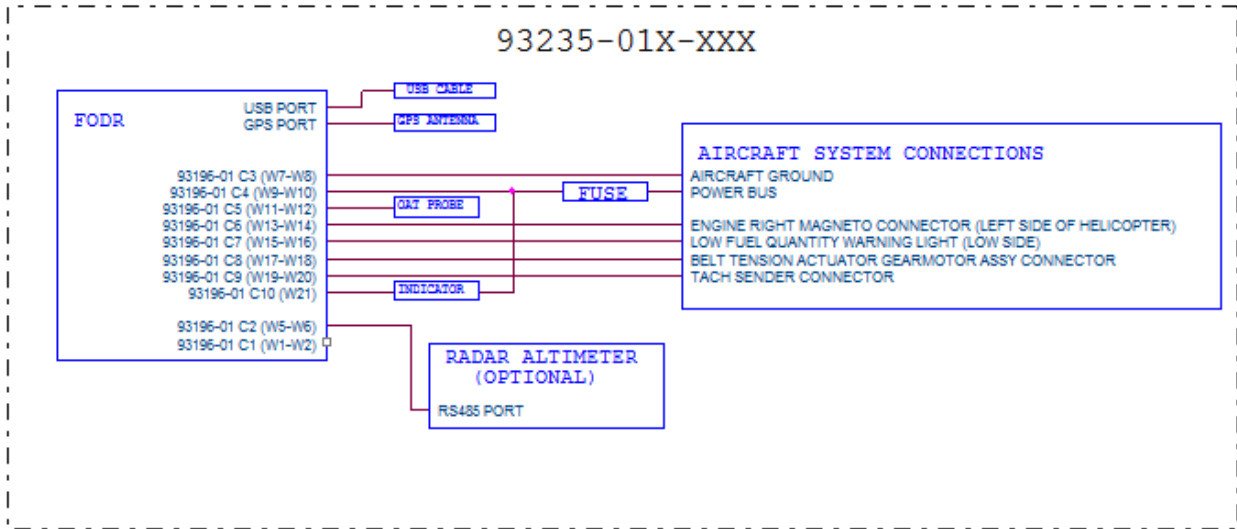 93235-01X-XXX
FODR
USB PORT
GPS PORT
93196-01 C3 (W7-W8)
93196-01 C4 (W9-W10)
93196-01 C5 (W11-W12)
93196-01 C6 (W13-W14)
93196-01 C7 (W15-W16)
93196-01 C8 (W17-W18)
93196-01 C9 (W19-W20)
93196-01 C10 (W21)
93196-01 C2 (W5-W6)
93196-01 C1 (W1-W2)
USB CABLE
GPS ANTENNA
OAT PROBE
INDICATOR
FUSE
AIRCRAFT SYSTEM CONNECTIONS
AIRCRAFT GROUND
POWER BUS
ENGINE RIGHT MAGNETO CONNECTOR (LEFT SIDE OF HELICOPTER)
LOW FUEL QUANTITY WARNING LIGHT (LOW SIDE)
BELT TENSION ACTUATOR GEARMOTOR ASSY CONNECTOR
TACH SENDER CONNECTOR
RADAR ALTIMETER
(OPTIONAL)
RS485 PORT